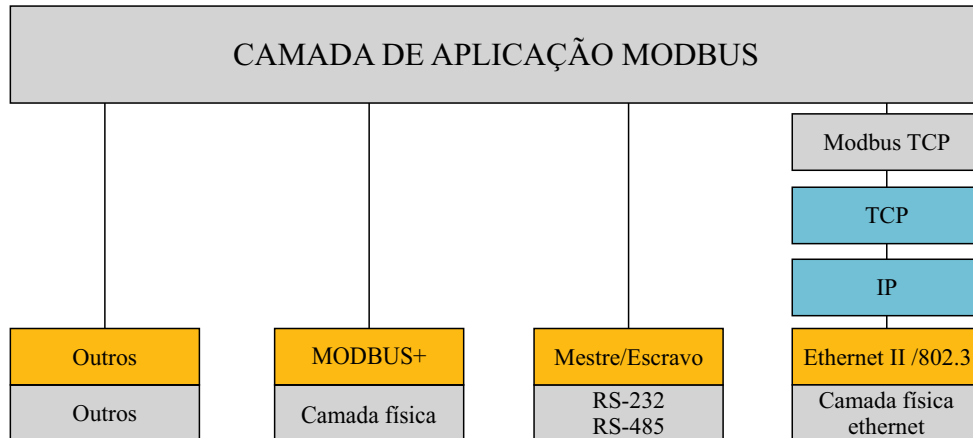 CAMADA DE APLICAÇÃO MODBUS
Modbus TCP
TCP
IP
Outros
MODBUS+
Mestre/Escravo
Ethernet II /802.3
Outros
Camada física
RS-232
RS-485
Camada física
ethernet